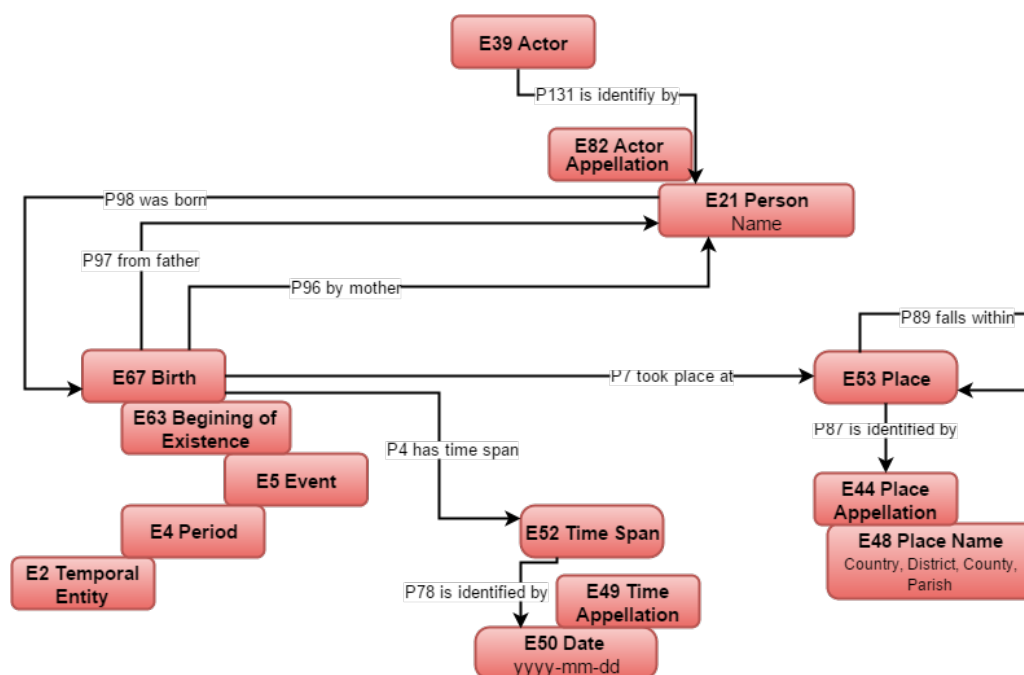 E39 Actor
P131 is identifiy by
E82 Actor
Appellation
E21 Person
Name
P98 was born
P97 from father
P96 by mother
P89 falls within
E67 Birth
P7 took place at
E53 Place
E63 Begining of
Existence
P4 has time span
P87 is identified by
E5 Event
E44 Place
Appellation
E4 Period
E52 Time Span
E48 Place Name
Country, District, County,
Parish
E2 Temporal
Entity
P78 is identified by
E49 Time
Appellation
E50 Date
yyyy-mm-dd